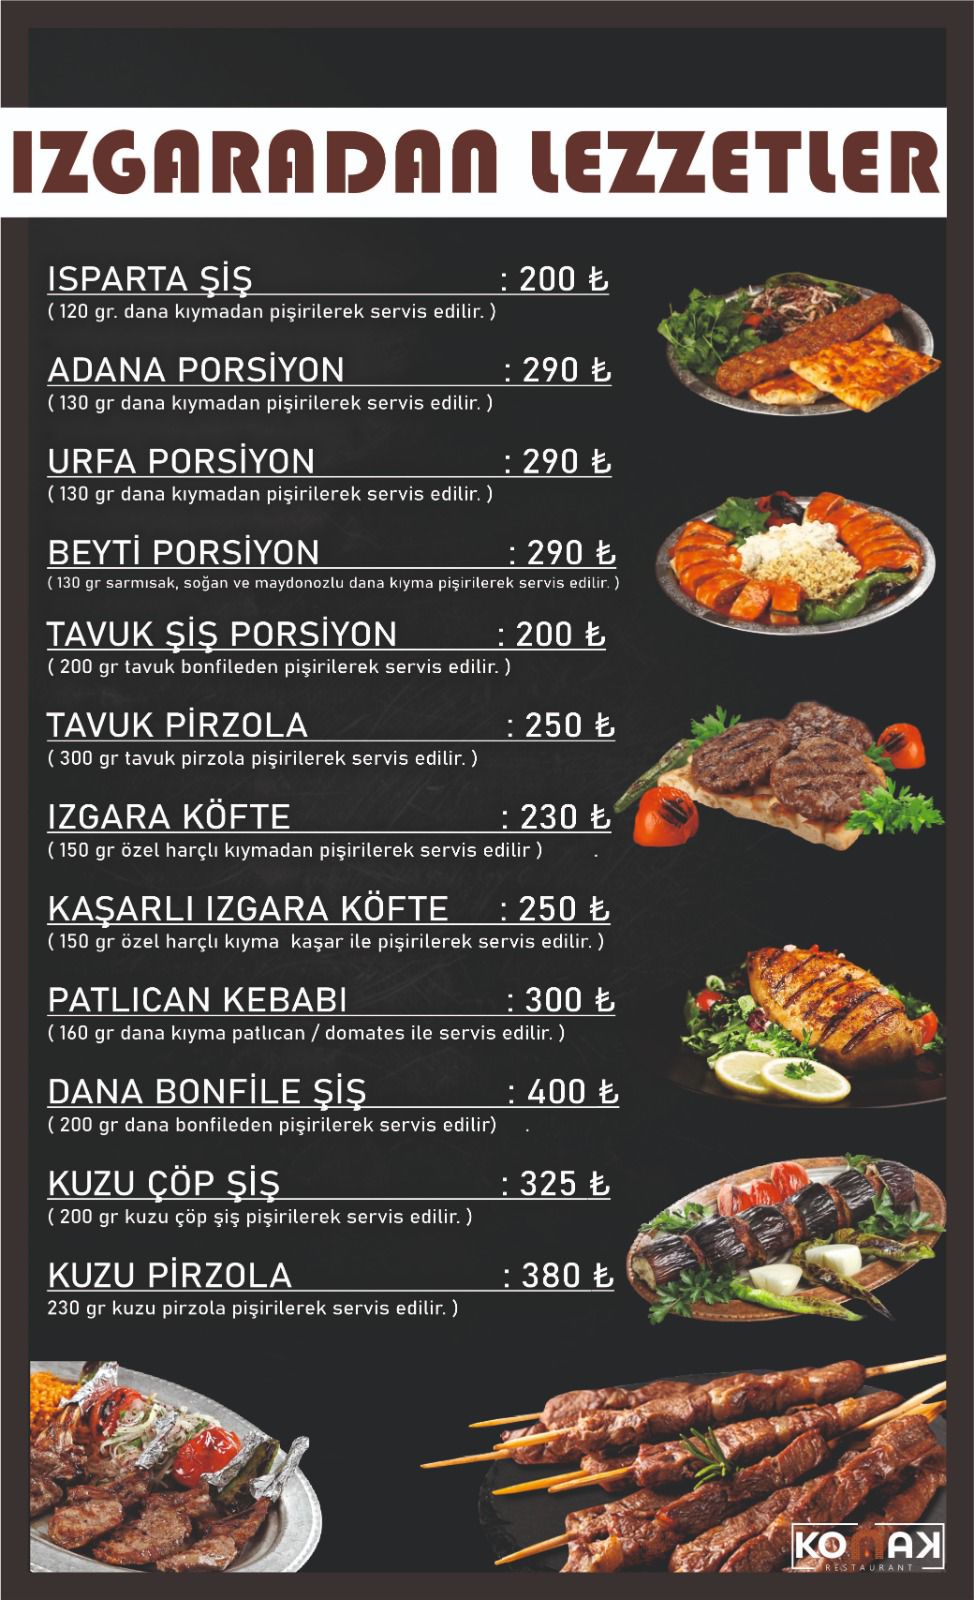 IZGARADAN LEZZETLER
ISPARTA ŞİŞ : 200 ₺
( 120 gr. dana kıymadan pişirilerek servis edilir. )
ADANA PORSİYON : 290 ₺
( 130 gr dana kıymadan pişirilerek servis edilir. )
URFA PORSİYON : 290 ₺
( 130 gr dana kıymadan pişirilerek servis edilir. )
BEYTİ PORSİYON : 290 ₺
( 130 gr sarmısak, soğan ve maydonozlu dana kıyma pişirilerek servis edilir. )
TAVUK ŞİŞ PORSİYON : 200 ₺
( 200 gr tavuk bonfileden pişirilerek servis edilir. )
TAVUK PİRZOLA : 250 ₺
( 300 gr tavuk pirzola pişirilerek servis edilir. )
IZGARA KÖFTE : 230 ₺
( 150 gr özel harçlı kıymadan pişirilerek servis edilir ) .
KAŞARLI IZGARA KÖFTE : 250 ₺
( 150 gr özel harçlı kıyma kaşar ile pişirilerek servis edilir. )
PATLICAN KEBABI : 300 ₺
( 160 gr dana kıyma patlıcan / domates ile servis edilir. )
DANA BONFİLE ŞİŞ : 400 ₺
( 200 gr dana bonfileden pişirilerek servis edilir) .
KUZU ÇÖP ŞİŞ : 325 ₺
( 200 gr kuzu çöp şiş pişirilerek servis edilir. )
KUZU PİRZOLA : 380 ₺
230 gr kuzu pirzola pişirilerek servis edilir. )
KOMAK
RESTAURANT